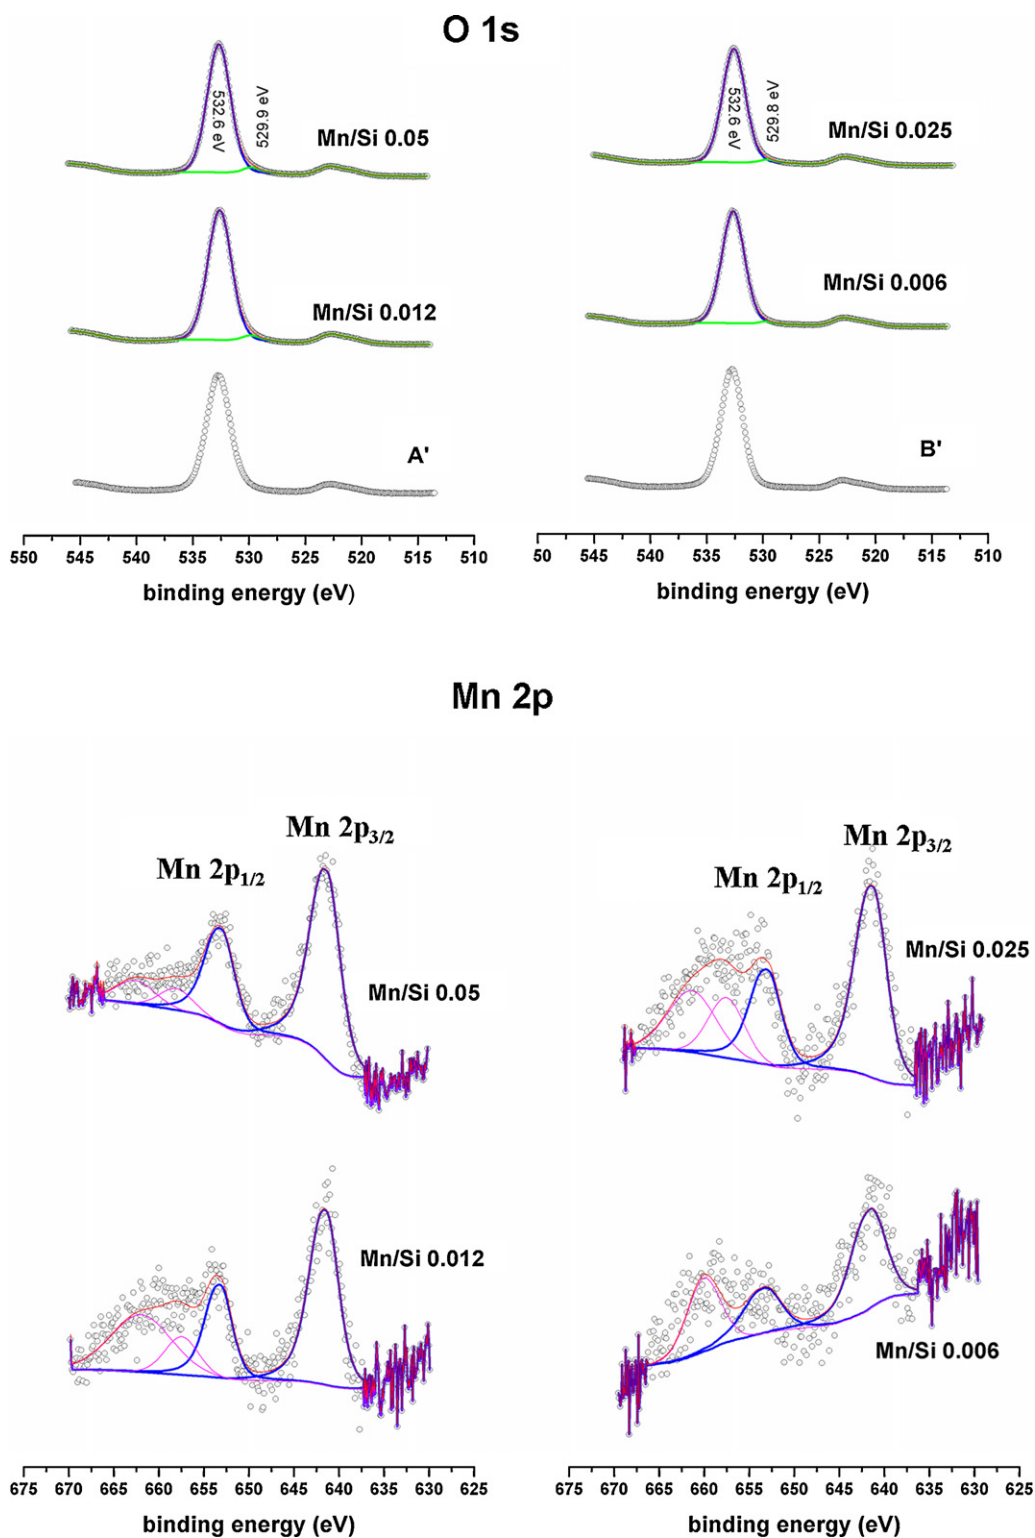 O 1s
532.6 eV
529.9 eV
Mn/Si 0.05
532.6 eV
529.8 eV
Mn/Si 0.025
Mn/Si 0.012
Mn/Si 0.006
A'
B'
550 545 540 535 530 525 520 515 510
50 545 540 535 530 525 520 515 510
binding energy (eV)
binding energy (eV)
Mn 2p
Mn 2p3/2
Mn 2p1/2
Mn/Si 0.05
Mn 2p3/2
Mn 2p1/2
Mn/Si 0.025
Mn/Si 0.012
Mn/Si 0.006
675 670 665 660 655 650 645 640 635 630 625
675 670 665 660 655 650 645 640 635 630 625
binding energy (eV)
binding energy (eV)